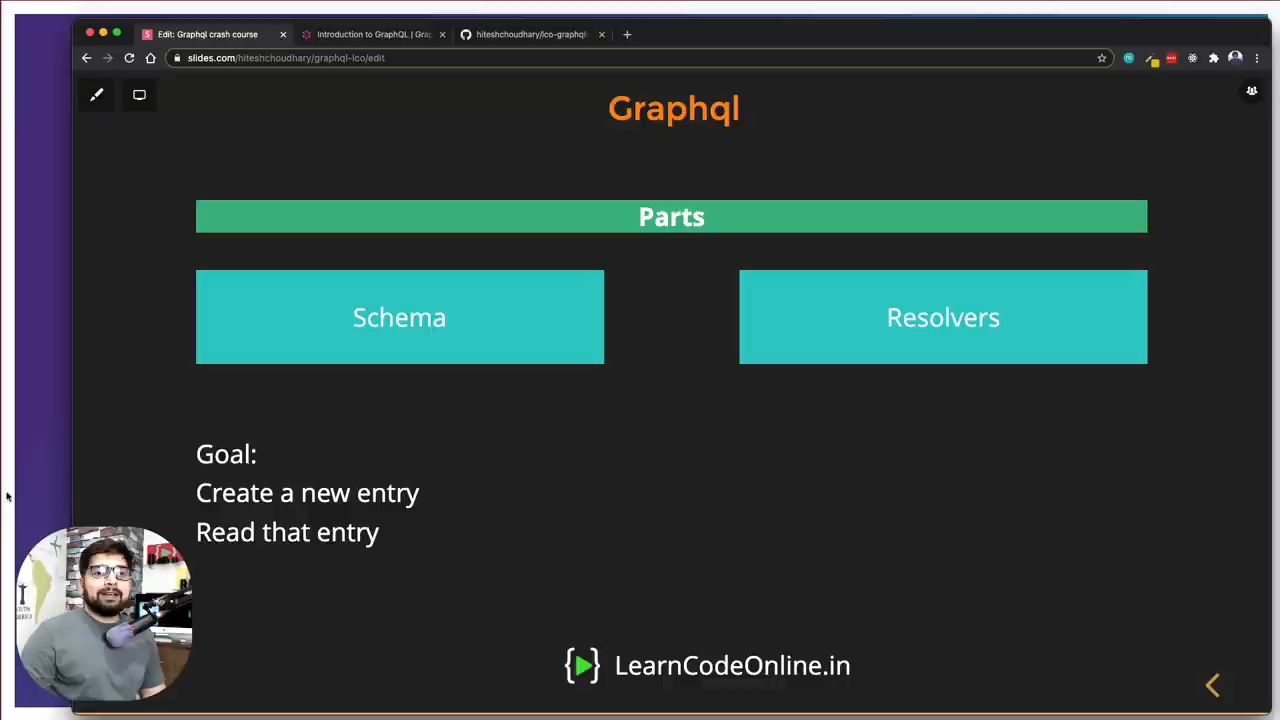 Edit: Graphql crash course
Introduction to GraphQL | Grap
hiteshchoudhary/lco-graphql
slides.com/hiteshchoudhary/graphql-lco/edit
Graphql
Parts
Schema
Resolvers
Goal:
Create a new entry
Read that entry
LearnCodeOnline.in